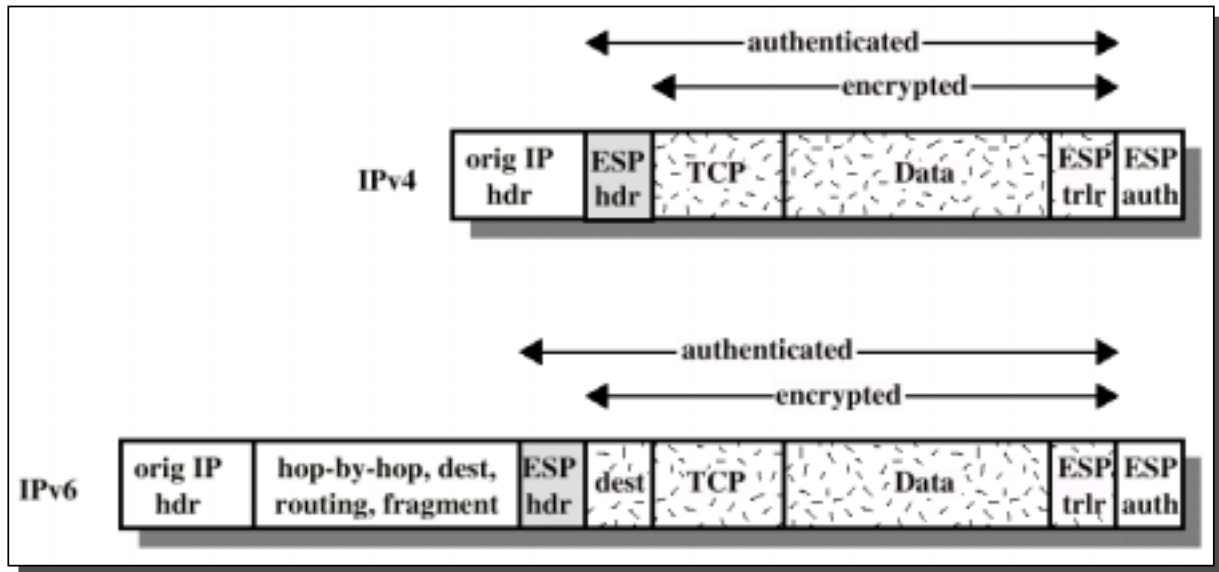 authenticated
encrypted
IPv4
orig IP
hdr
ESP
hdr
TCP
Data
ESP
trlr
ESP
auth
authenticated
encrypted
IPv6
orig IP
hdr
hop-by-hop, dest,
routing, fragment
ESP
hdr
dest
TCP
Data
ESP
trlr
ESP
auth